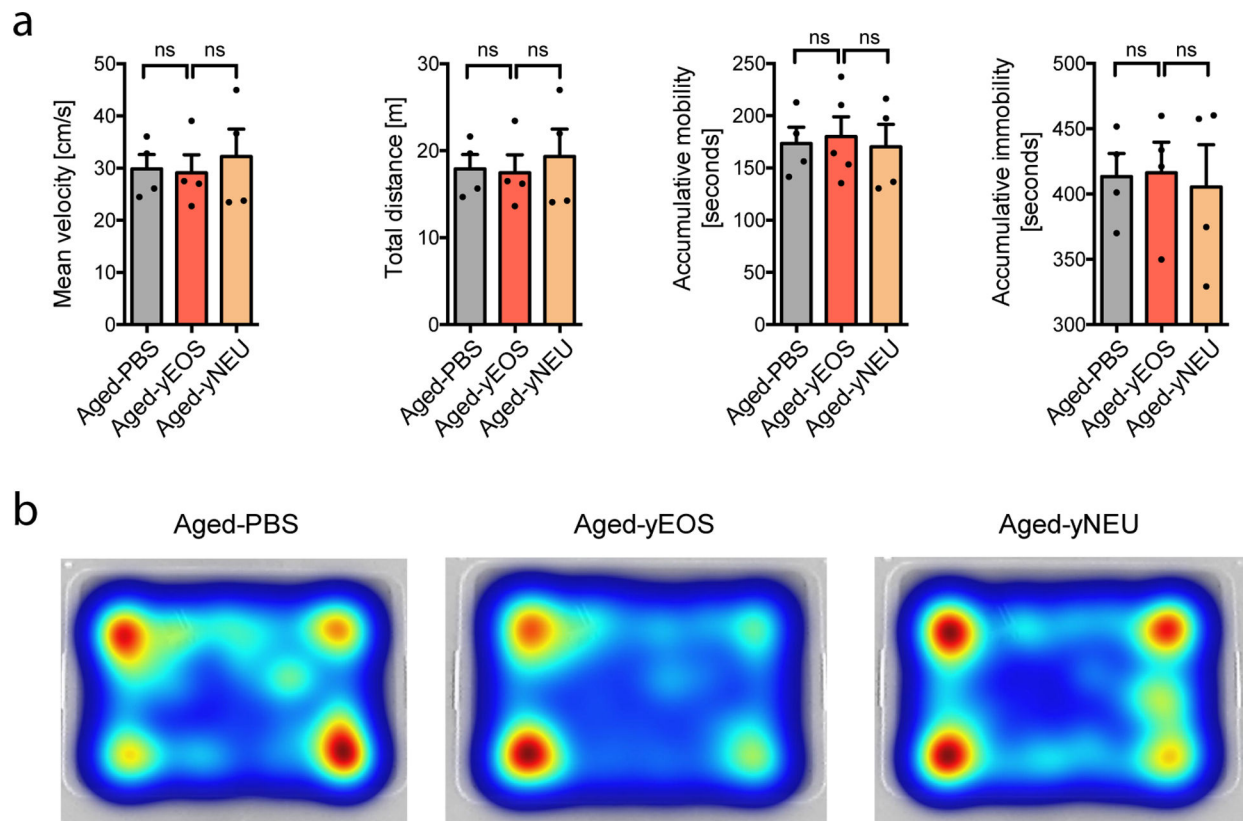 a
ns ns
Mean velocity [cm/s]
50
40
30
20
10
0
Aged-PBS
Aged-yEOS
Aged-yNEU
ns ns
Total distance [m]
30
20
10
0
Aged-PBS
Aged-yEOS
Aged-yNEU
ns ns
Accumulative mobility
[seconds]
250
200
150
100
50
0
Aged-PBS
Aged-yEOS
Aged-yNEU
ns ns
Accumulative immobility
[seconds]
500
450
400
350
300
Aged-PBS
Aged-yEOS
Aged-yNEU
b
Aged-PBS
Aged-yEOS
Aged-yNEU